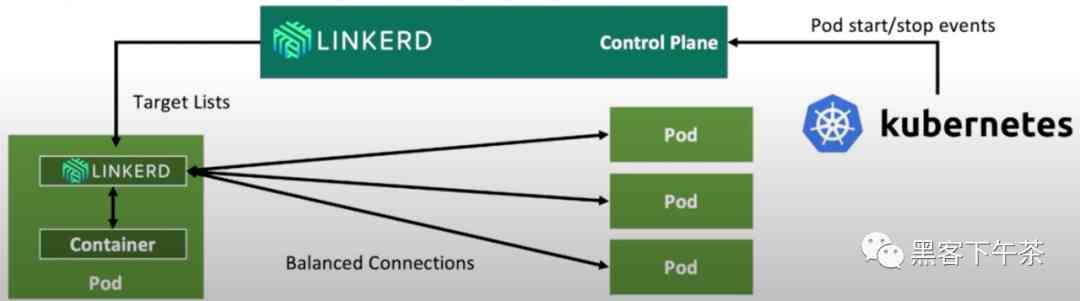 LINKERD
Control Plane
Pod start/stop events
Target Lists
kubernetes
LINKERD
Container
Pod
Balanced Connections
Pod
Pod
Pod
黑客下午茶